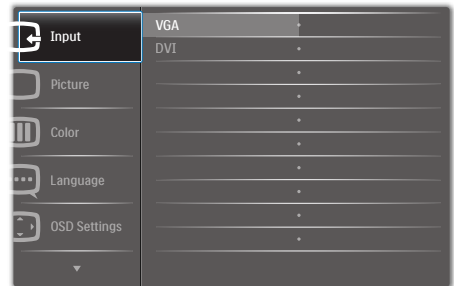 Input
VGA
DVI
Picture
Color
Language
OSD Settings